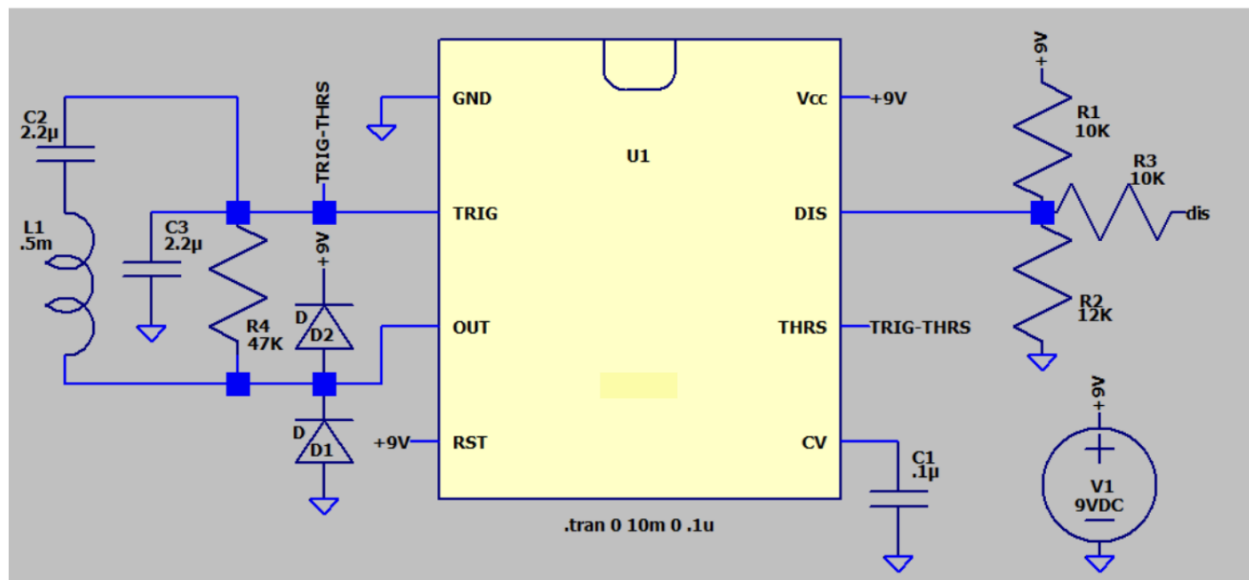 C2
2.2µ
L1
.5m
C3
2.2µ
R4
47K
TRIG-THRS
+9V
D
D2
D
D1
+9V
GND
TRIG
OUT
RST
U1
Vcc
DIS
THRS
CV
+9V
TRIG-THRS
C1
.1µ
+9V
R1
10K
R3
10K
dis
R2
12K
+9V
V1
9VDC
.tran 0 10m 0 .1u